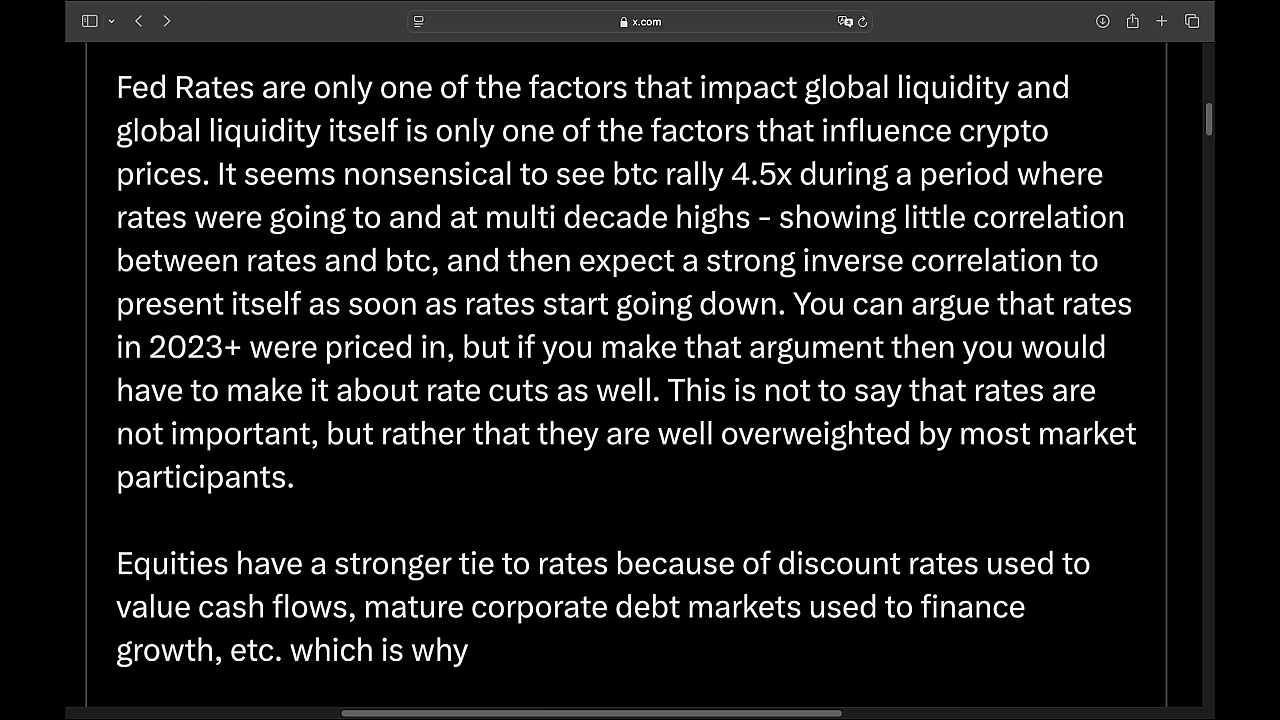 x.com
Fed Rates are only one of the factors that impact global liquidity and
global liquidity itself is only one of the factors that influence crypto
prices. It seems nonsensical to see btc rally 4.5x during a period where
rates were going to and at multi decade highs - showing little correlation
between rates and btc, and then expect a strong inverse correlation to
present itself as soon as rates start going down. You can argue that rates
in 2023+ were priced in, but if you make that argument then you would
have to make it about rate cuts as well. This is not to say that rates are
not important, but rather that they are well overweighted by most market
participants.
Equities have a stronger tie to rates because of discount rates used to
value cash flows, mature corporate debt markets used to finance
growth, etc. which is why